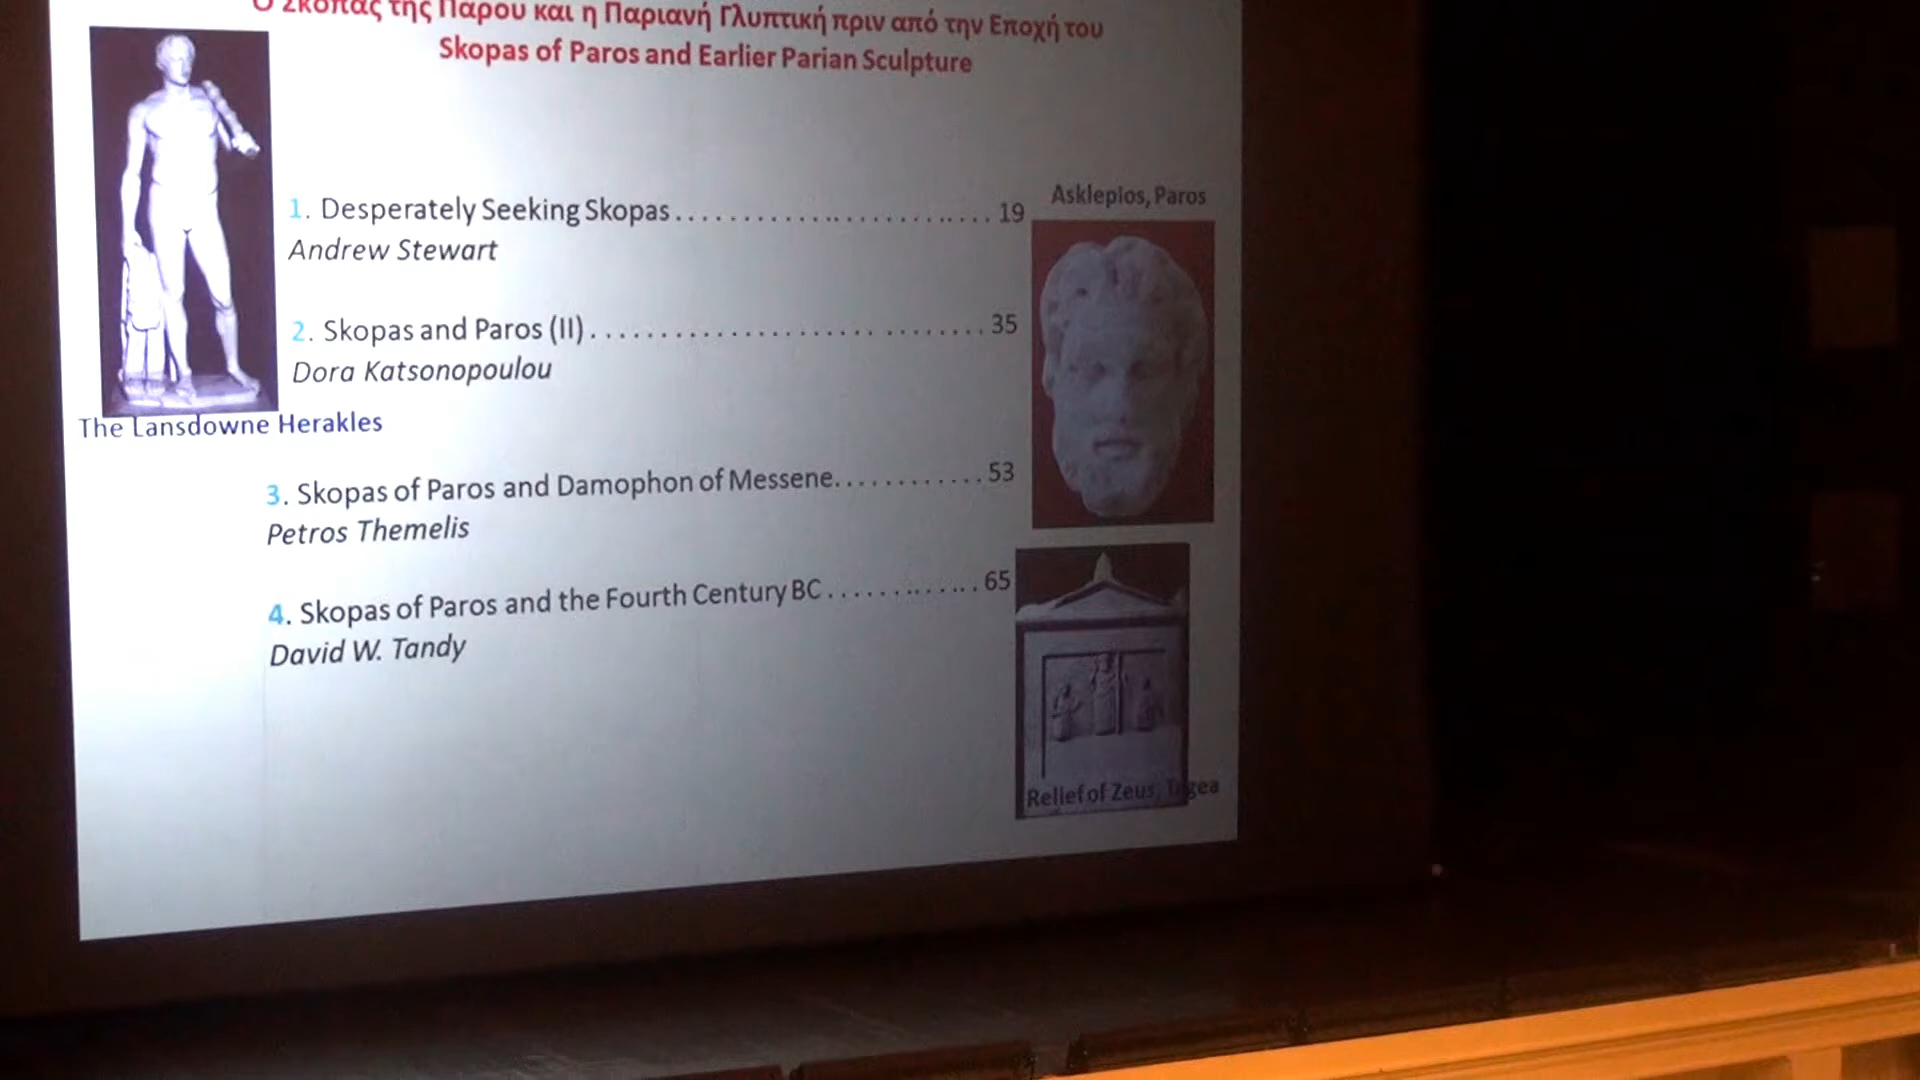 Ο Σκόπας της Πάρου και η Παριανή Γλυπτική πριν από την Εποχή του
Skopas of Paros and Earlier Parian Sculpture
1. Desperately Seeking Skopas.......................19
Andrew Stewart
2. Skopas and Paros (II)............................35
Dora Katsonopoulou
The Lansdowne Herakles
3. Skopas of Paros and Damophon of Messene............53
Petros Themelis
4. Skopas of Paros and the Fourth Century BC............65
David W. Tandy
Asklepios, Paros
Relief of Zeus, Tegea